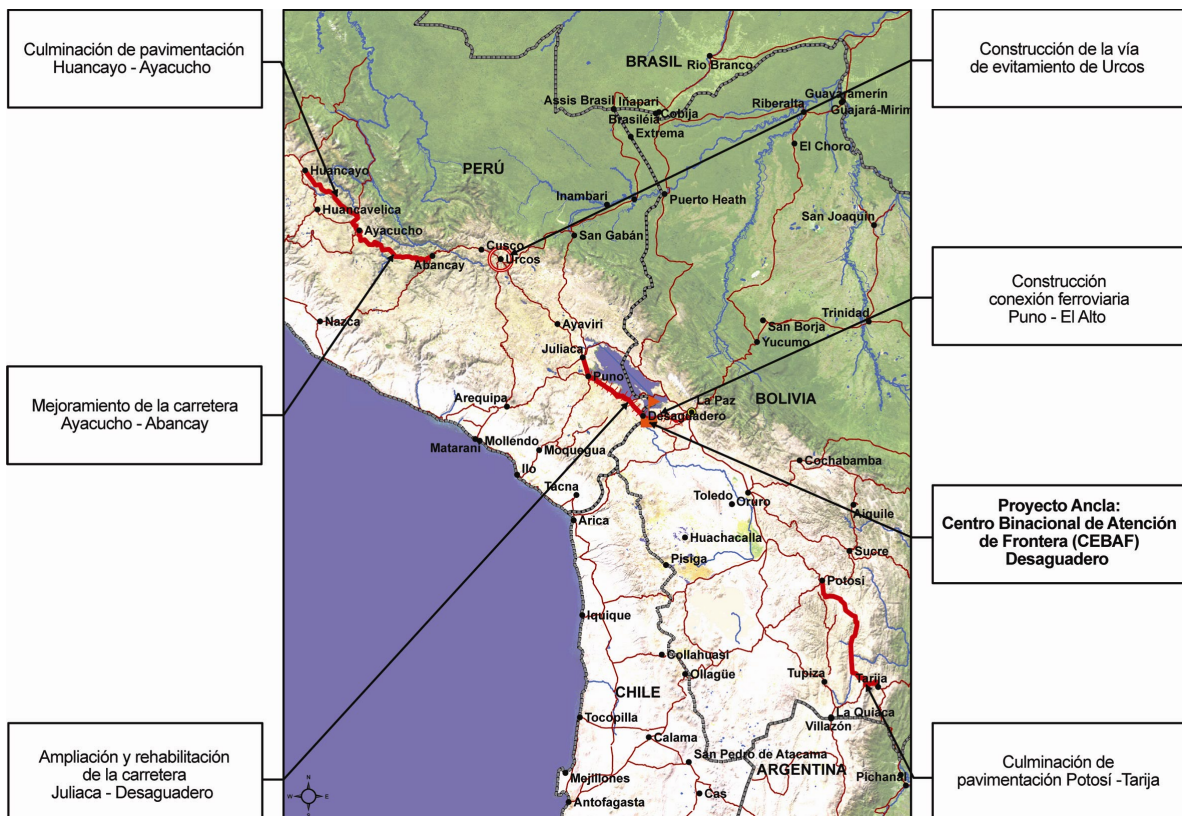 Culminación de pavimentación
Huancayo - Ayacucho
Mejoramiento de la carretera
Ayacucho - Abancay
Ampliación y rehabilitación
de la carretera
Juliaca - Desaguadero
BRASIL
Rio Branco
Guayaramerín
Assis Brasil
Iñapari
Cobija
Riberalta
Guajará-Mirim
Brasiléia
Extrema
El Choro
PERÚ
Huancayo
Inambari
Puerto Heath
Huancavelica
San Joaquín
Ayacucho
San Gabán
Cusco
Abancay
Urcos
Nazca
Ayaviri
San Borja
Trinidad
Yucumo
Juliaca
Puno
BOLIVIA
La Paz
Arequipa
Desaguadero
Matarani
Mollendo
Moquegua
Cochabamba
Ilo
Tacna
Toledo
Oruro
Aiquile
Arica
Huachacalla
Sucre
Pisiga
Potosí
Iquique
Collahuasi
Ollagüe
Tupiza
Tarija
CHILE
La Quiaca
Villazón
Tocopilla
Calama
San Pedro de Atacama
ARGENTINA
Mejillones
Pichanal
Cas
Antofagasta
N
W
E
S
Construcción de la vía
de evitamiento de Urcos
Construcción
conexión ferroviaria
Puno - El Alto
Proyecto Ancla:
Centro Binacional de Atención
de Frontera (CEBAF)
Desaguadero
Culminación de
pavimentación Potosí -Tarija